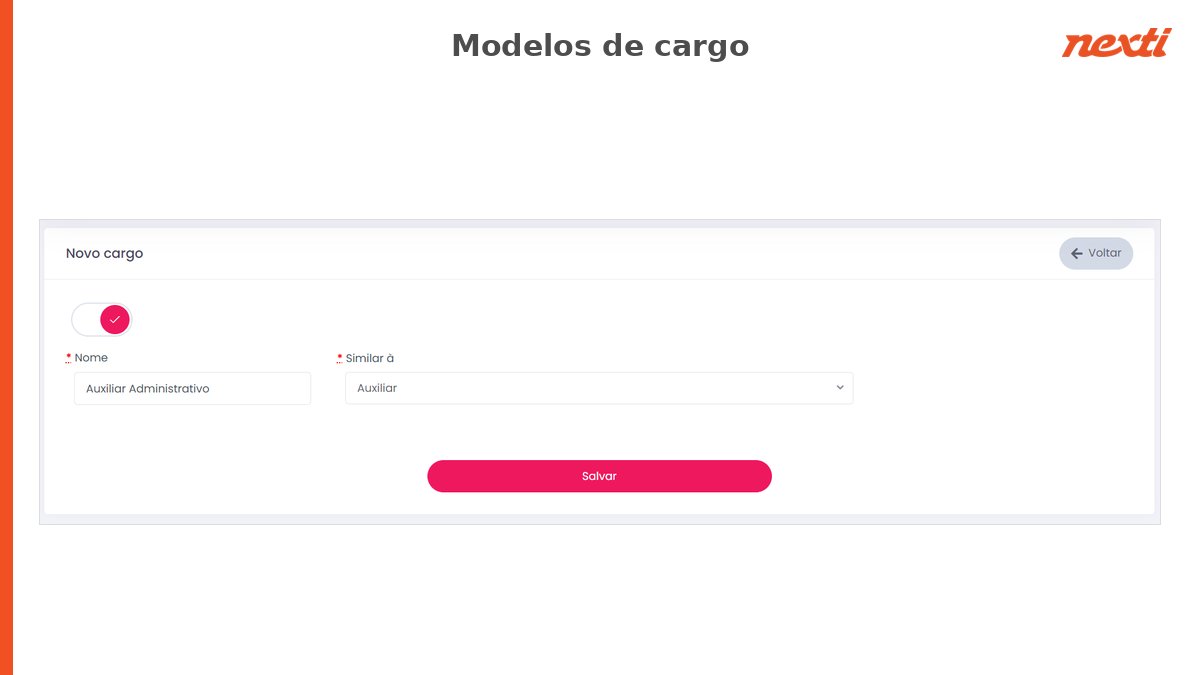 Modelos de cargo
nexti
Novo cargo
Voltar
* Nome
* Similar à
Auxiliar Administrativo
Auxiliar
Salvar